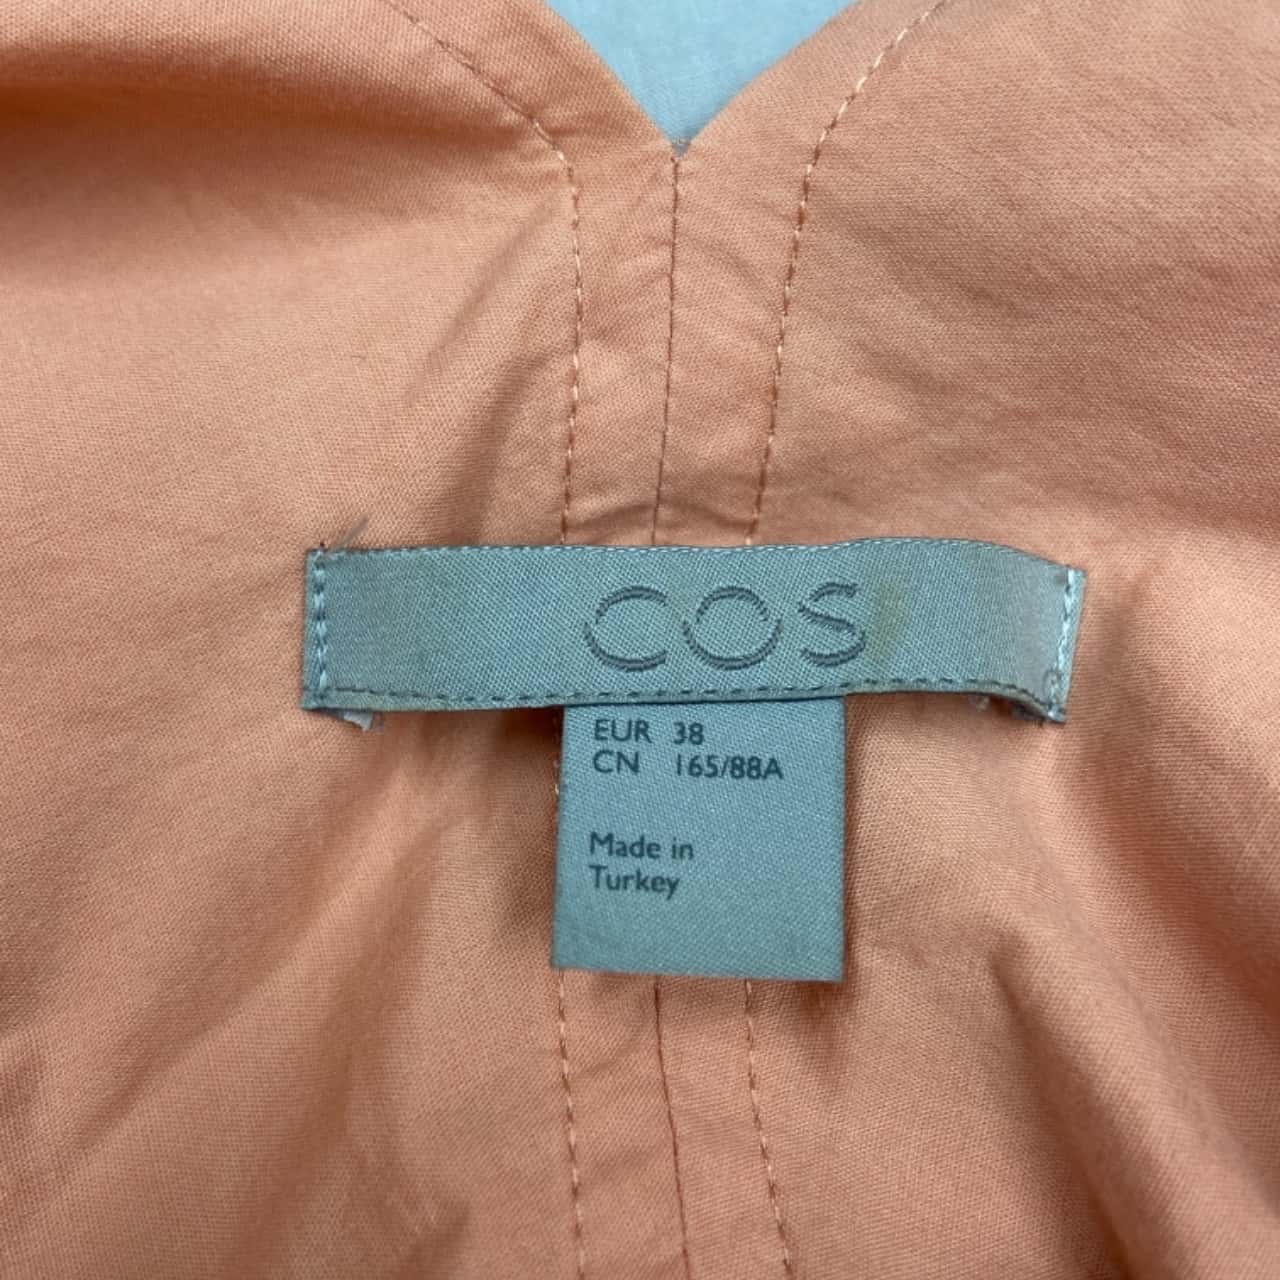 COS
EUR 38
CN 165/88A
Made in
Turkey